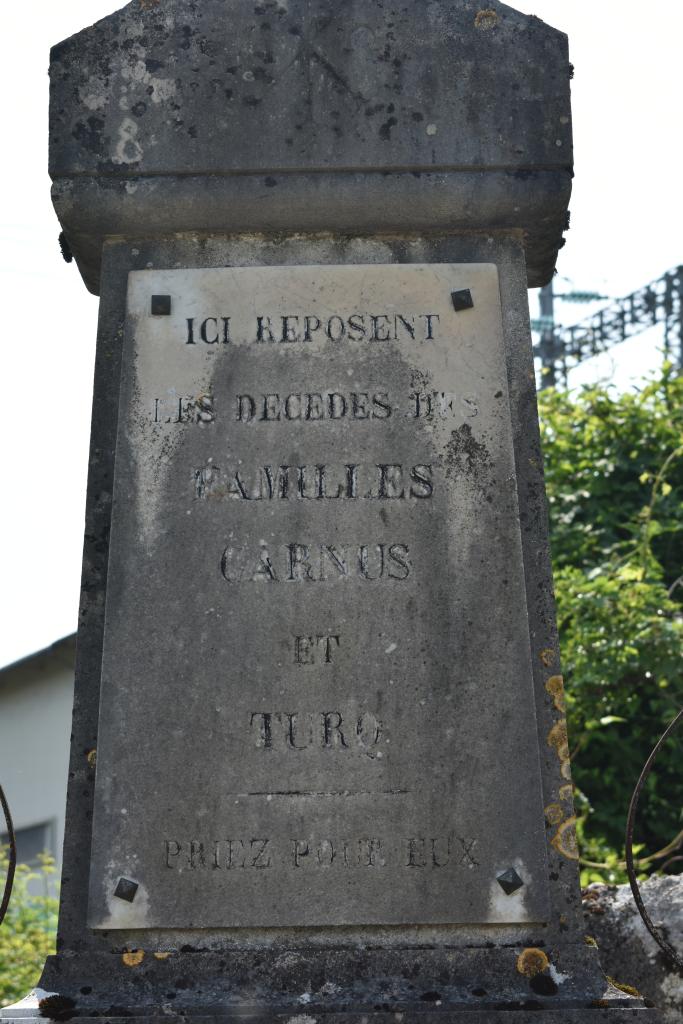 ICI REPOSENT
LES DECEDES DES
FAMILLES
CARNUS
ET
TURQ
PRIEZ POUR EUX